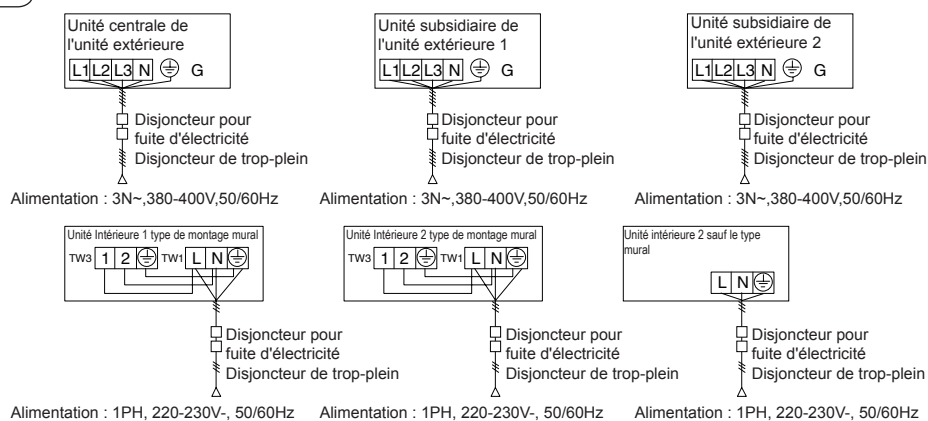 Unité centrale de
l'unité extérieure
L1 L2 L3 N G
Disjoncteur pour
fuite d'électricité
Disjoncteur de trop-plein
Alimentation : 3N~,380-400V,50/60Hz
Unité subsidiaire de
l'unité extérieure 1
L1 L2 L3 N G
Disjoncteur pour
fuite d'électricité
Disjoncteur de trop-plein
Alimentation : 3N~,380-400V,50/60Hz
Unité subsidiaire de
l'unité extérieure 2
L1 L2 L3 N G
Disjoncteur pour
fuite d'électricité
Disjoncteur de trop-plein
Alimentation : 3N~,380-400V,50/60Hz
Unité Intérieure 1 type de montage mural
TW3 1 2 TW1 L N
Disjoncteur pour
fuite d'électricité
Disjoncteur de trop-plein
Alimentation : 1PH, 220-230V-, 50/60Hz
Unité Intérieure 2 type de montage mural
TW3 1 2 TW1 L N
Disjoncteur pour
fuite d'électricité
Disjoncteur de trop-plein
Alimentation : 1PH, 220-230V-, 50/60Hz
Unité intérieure 2 sauf le type
mural
L N
Disjoncteur pour
fuite d'électricité
Disjoncteur de trop-plein
Alimentation : 1PH, 220-230V-, 50/60Hz